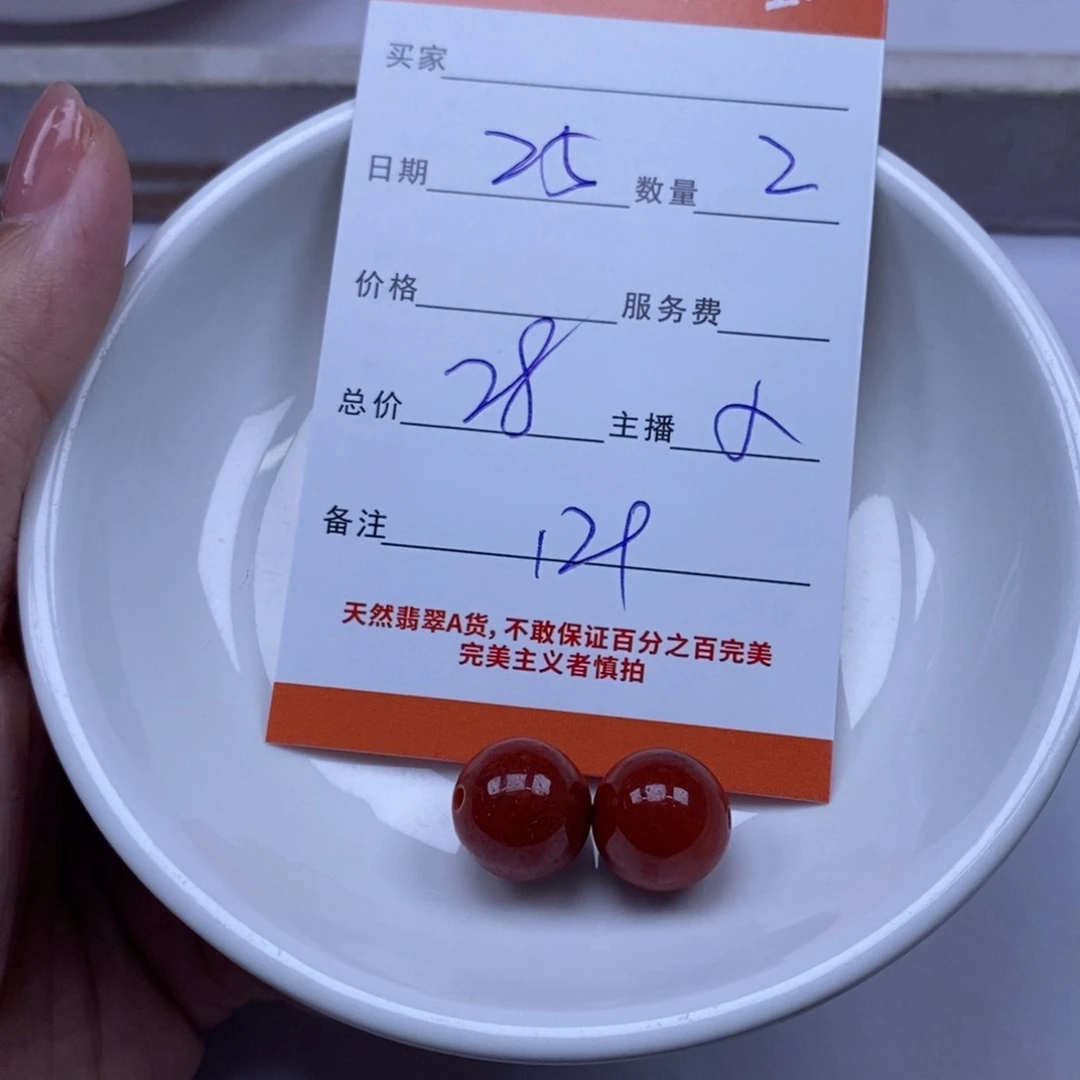 买家
日期 25 数量 2
价格 服务费
总价 28 主播
备注 129
天然翡翠A货，不敢保证百分之百完美
完美主义者慎拍